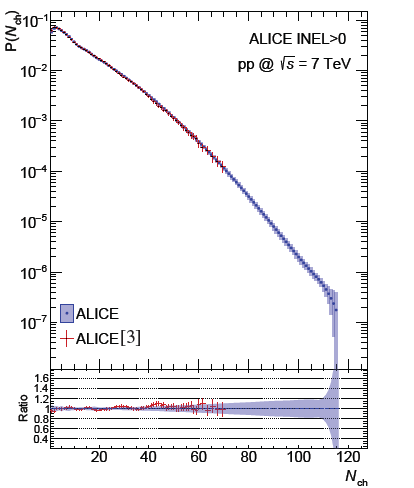 P(N_ch)
10^-1
ALICE INEL>0
pp @ √s = 7 TeV
10^-2
10^-3
10^-4
10^-5
10^-6
10^-7
ALICE
ALICE[3]
Ratio
1.6
1.4
1.2
1.0
0.8
0.6
0.4
20 40 60 80 100 120
N_ch